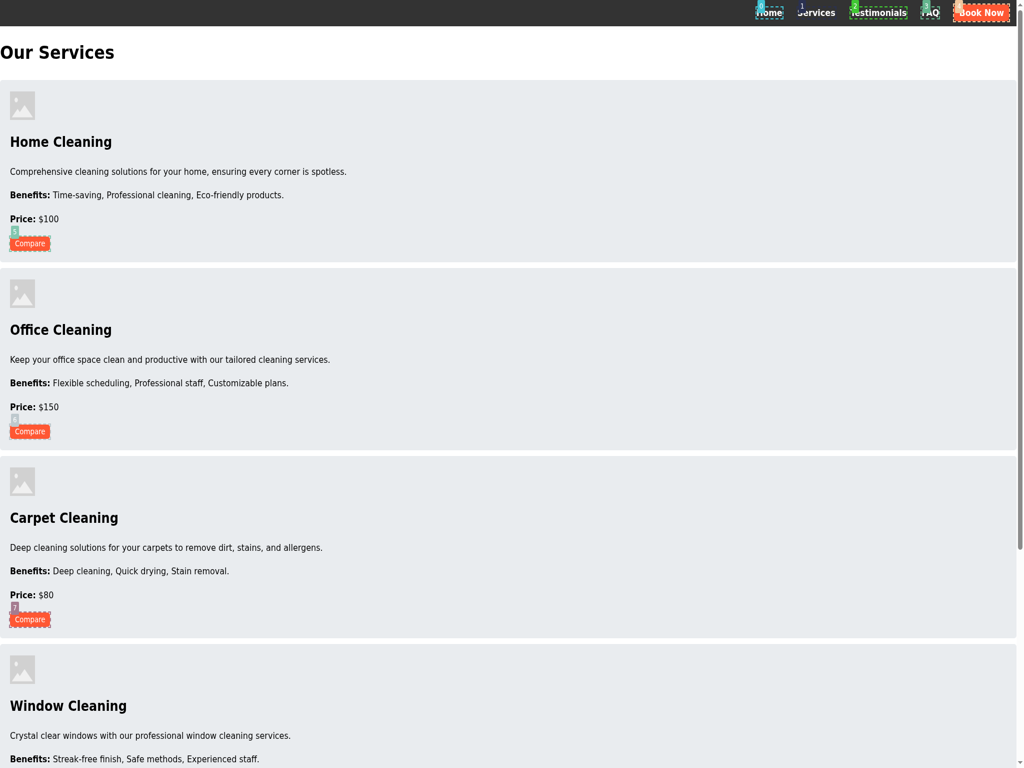 Home Services Testimonials FAQ Book Now
Our Services
Home Cleaning
Comprehensive cleaning solutions for your home, ensuring every corner is spotless.
Benefits: Time-saving, Professional cleaning, Eco-friendly products.
Price: $100
5
Compare
Office Cleaning
Keep your office space clean and productive with our tailored cleaning services.
Benefits: Flexible scheduling, Professional staff, Customizable plans.
Price: $150
6
Compare
Carpet Cleaning
Deep cleaning solutions for your carpets to remove dirt, stains, and allergens.
Benefits: Deep cleaning, Quick drying, Stain removal.
Price: $80
7
Compare
Window Cleaning
Crystal clear windows with our professional window cleaning services.
Benefits: Streak-free finish, Safe methods, Experienced staff.